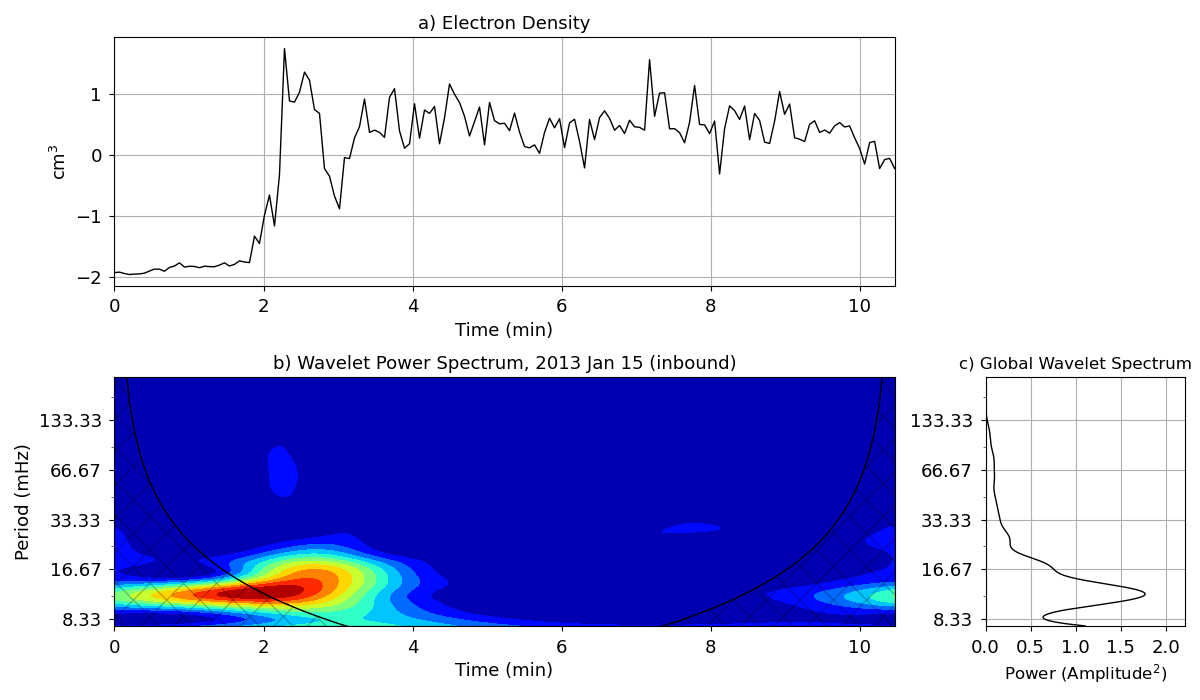 a) Electron Density
cm³
1
0
−1
−2
0 2 4 6 8 10
Time (min)
b) Wavelet Power Spectrum, 2013 Jan 15 (inbound)
Period (mHz)
133.33
66.67
33.33
16.67
8.33
0 2 4 6 8 10
Time (min)
c) Global Wavelet Spectrum
133.33
66.67
33.33
16.67
8.33
0.0 0.5 1.0 1.5 2.0
Power (Amplitude²)